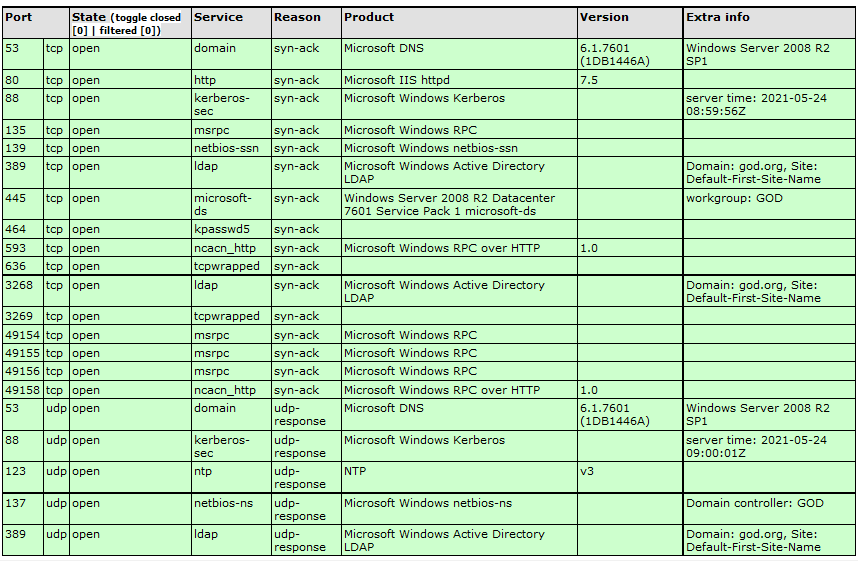 Port State (toggle closed [0] | filtered [0]) Service Reason Product Version Extra info
53 tcp open domain syn-ack Microsoft DNS 6.1.7601 (1DB1446A) Windows Server 2008 R2 SP1
80 tcp open http syn-ack Microsoft IIS httpd 7.5
88 tcp open kerberos-sec syn-ack Microsoft Windows Kerberos server time: 2021-05-24 08:59:56Z
135 tcp open msrpc syn-ack Microsoft Windows RPC
139 tcp open netbios-ssn syn-ack Microsoft Windows netbios-ssn
389 tcp open ldap syn-ack Microsoft Windows Active Directory LDAP Domain: god.org, Site: Default-First-Site-Name
445 tcp open microsoft-ds syn-ack Windows Server 2008 R2 Datacenter 7601 Service Pack 1 microsoft-ds workgroup: GOD
464 tcp open kpasswd5 syn-ack
593 tcp open ncacn_http syn-ack Microsoft Windows RPC over HTTP 1.0
636 tcp open tcpwrapped syn-ack
3268 tcp open ldap syn-ack Microsoft Windows Active Directory LDAP Domain: god.org, Site: Default-First-Site-Name
3269 tcp open tcpwrapped syn-ack
49154 tcp open msrpc syn-ack Microsoft Windows RPC
49155 tcp open msrpc syn-ack Microsoft Windows RPC
49156 tcp open msrpc syn-ack Microsoft Windows RPC
49158 tcp open ncacn_http syn-ack Microsoft Windows RPC over HTTP 1.0
53 udp open domain udp-response Microsoft DNS 6.1.7601 (1DB1446A) Windows Server 2008 R2 SP1
88 udp open kerberos-sec udp-response Microsoft Windows Kerberos server time: 2021-05-24 09:00:01Z
123 udp open ntp udp-response NTP v3
137 udp open netbios-ns udp-response Microsoft Windows netbios-ns Domain controller: GOD
389 udp open ldap udp-response Microsoft Windows Active Directory LDAP Domain: god.org, Site: Default-First-Site-Name